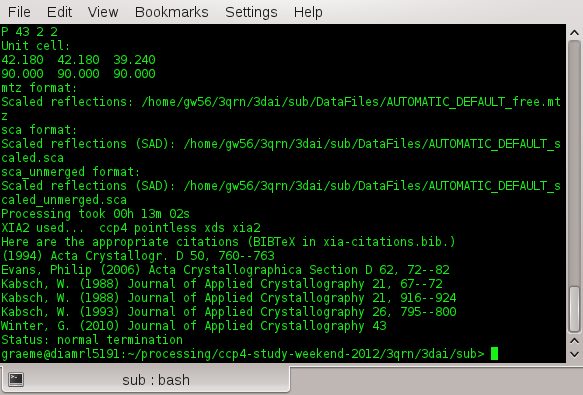 File Edit View Bookmarks Settings Help
P 43 2 2
Unit cell:
42.180  42.180  39.240
90.000  90.000  90.000
mtz format:
Scaled reflections: /home/gw56/3qrn/3dai/sub/DataFiles/AUTOMATIC_DEFAULT_free.mt
z
sca format:
Scaled reflections (SAD): /home/gw56/3qrn/3dai/sub/DataFiles/AUTOMATIC_DEFAULT_s
caled.sca
sca_unmerged format:
Scaled reflections (SAD): /home/gw56/3qrn/3dai/sub/DataFiles/AUTOMATIC_DEFAULT_s
caled_unmerged.sca
Processing took 00h 13m 02s
XIA2 used...  ccp4 pointless xds xia2
Here are the appropriate citations (BIBTeX in xia-citations.bib.)
(1994) Acta Crystallogr. D 50, 760--763
Evans, Philip (2006) Acta Crystallographica Section D 62, 72--82
Kabsch, W. (1988) Journal of Applied Crystallography 21, 67--72
Kabsch, W. (1988) Journal of Applied Crystallography 21, 916--924
Kabsch, W. (1993) Journal of Applied Crystallography 26, 795--800
Winter, G. (2010) Journal of Applied Crystallography 43
Status: normal termination
graeme@diamrl5191:~/processing/ccp4-study-weekend-2012/3qrn/3dai/sub>
sub : bash